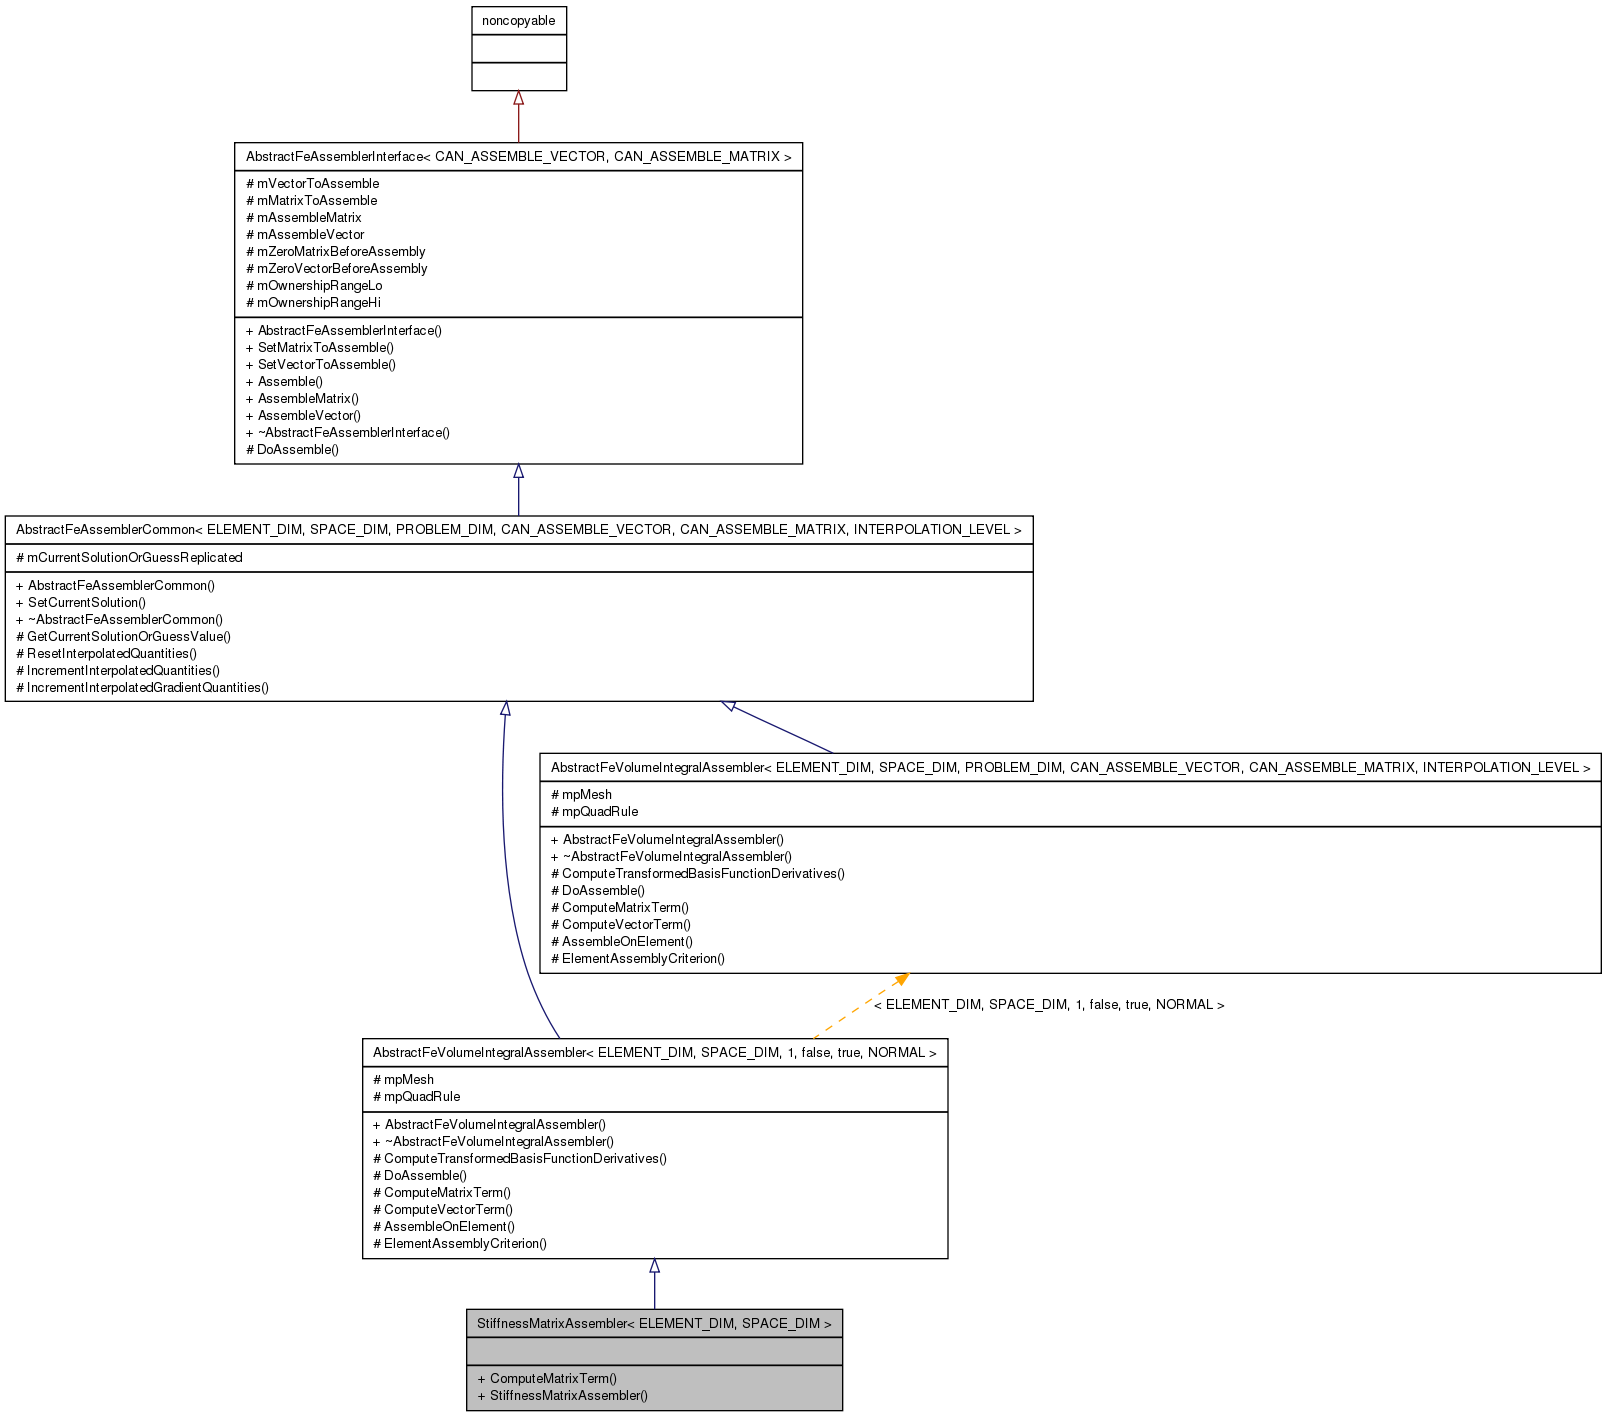 noncopyable
AbstractFeAssemblerInterface< CAN_ASSEMBLE_VECTOR, CAN_ASSEMBLE_MATRIX >
# mVectorToAssemble
# mMatrixToAssemble
# mAssembleMatrix
# mAssembleVector
# mZeroMatrixBeforeAssembly
# mZeroVectorBeforeAssembly
# mOwnershipRangeLo
# mOwnershipRangeHi
+ AbstractFeAssemblerInterface()
+ SetMatrixToAssemble()
+ SetVectorToAssemble()
+ Assemble()
+ AssembleMatrix()
+ AssembleVector()
+ ~AbstractFeAssemblerInterface()
# DoAssemble()
AbstractFeAssemblerCommon< ELEMENT_DIM, SPACE_DIM, PROBLEM_DIM, CAN_ASSEMBLE_VECTOR, CAN_ASSEMBLE_MATRIX, INTERPOLATION_LEVEL >
# mCurrentSolutionOrGuessReplicated
+ AbstractFeAssemblerCommon()
+ SetCurrentSolution()
+ ~AbstractFeAssemblerCommon()
# GetCurrentSolutionOrGuessValue()
# ResetInterpolatedQuantities()
# IncrementInterpolatedQuantities()
# IncrementInterpolatedGradientQuantities()
AbstractFeVolumeIntegralAssembler< ELEMENT_DIM, SPACE_DIM, PROBLEM_DIM, CAN_ASSEMBLE_VECTOR, CAN_ASSEMBLE_MATRIX, INTERPOLATION_LEVEL >
# mpMesh
# mpQuadRule
+ AbstractFeVolumeIntegralAssembler()
+ ~AbstractFeVolumeIntegralAssembler()
# ComputeTransformedBasisFunctionDerivatives()
# DoAssemble()
# ComputeMatrixTerm()
# ComputeVectorTerm()
# AssembleOnElement()
# ElementAssemblyCriterion()
< ELEMENT_DIM, SPACE_DIM, 1, false, true, NORMAL >
AbstractFeVolumeIntegralAssembler< ELEMENT_DIM, SPACE_DIM, 1, false, true, NORMAL >
# mpMesh
# mpQuadRule
+ AbstractFeVolumeIntegralAssembler()
+ ~AbstractFeVolumeIntegralAssembler()
# ComputeTransformedBasisFunctionDerivatives()
# DoAssemble()
# ComputeMatrixTerm()
# ComputeVectorTerm()
# AssembleOnElement()
# ElementAssemblyCriterion()
StiffnessMatrixAssembler< ELEMENT_DIM, SPACE_DIM >
+ ComputeMatrixTerm()
+ StiffnessMatrixAssembler()